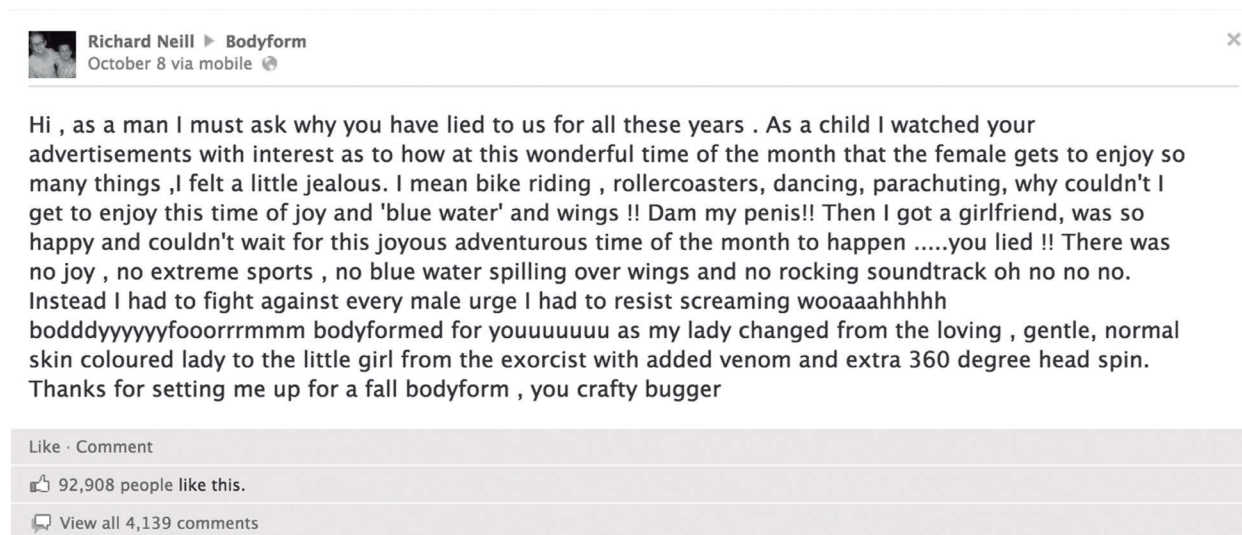 Richard Neill ▶ Bodyform
October 8 via mobile
Hi , as a man I must ask why you have lied to us for all these years . As a child I watched your
advertisements with interest as to how at this wonderful time of the month that the female gets to enjoy so
many things ,I felt a little jealous. I mean bike riding , rollercoasters, dancing, parachuting, why couldn't I
get to enjoy this time of joy and 'blue water' and wings !! Dam my penis!! Then I got a girlfriend, was so
happy and couldn't wait for this joyous adventurous time of the month to happen .....you lied !! There was
no joy , no extreme sports , no blue water spilling over wings and no rocking soundtrack oh no no no.
Instead I had to fight against every male urge I had to resist screaming wooaaahhhhh
bodddyyyyyyfooorrrmmm bodyformed for youuuuuuu as my lady changed from the loving , gentle, normal
skin coloured lady to the little girl from the exorcist with added venom and extra 360 degree head spin.
Thanks for setting me up for a fall bodyform , you crafty bugger
Like · Comment
92,908 people like this.
View all 4,139 comments